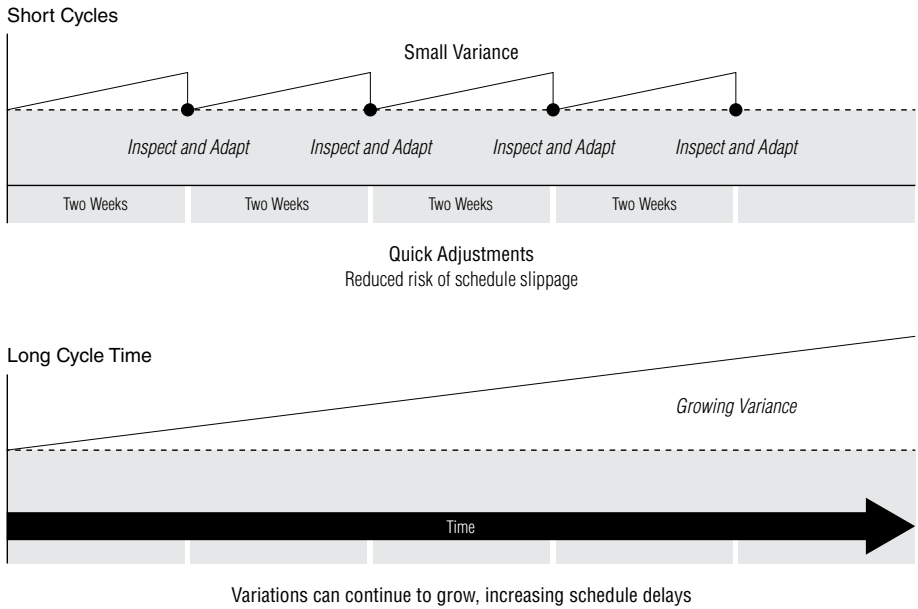 Short Cycles
Small Variance
Inspect and Adapt Inspect and Adapt Inspect and Adapt Inspect and Adapt
Two Weeks Two Weeks Two Weeks Two Weeks
Quick Adjustments
Reduced risk of schedule slippage
Long Cycle Time
Growing Variance
Time
Variations can continue to grow, increasing schedule delays